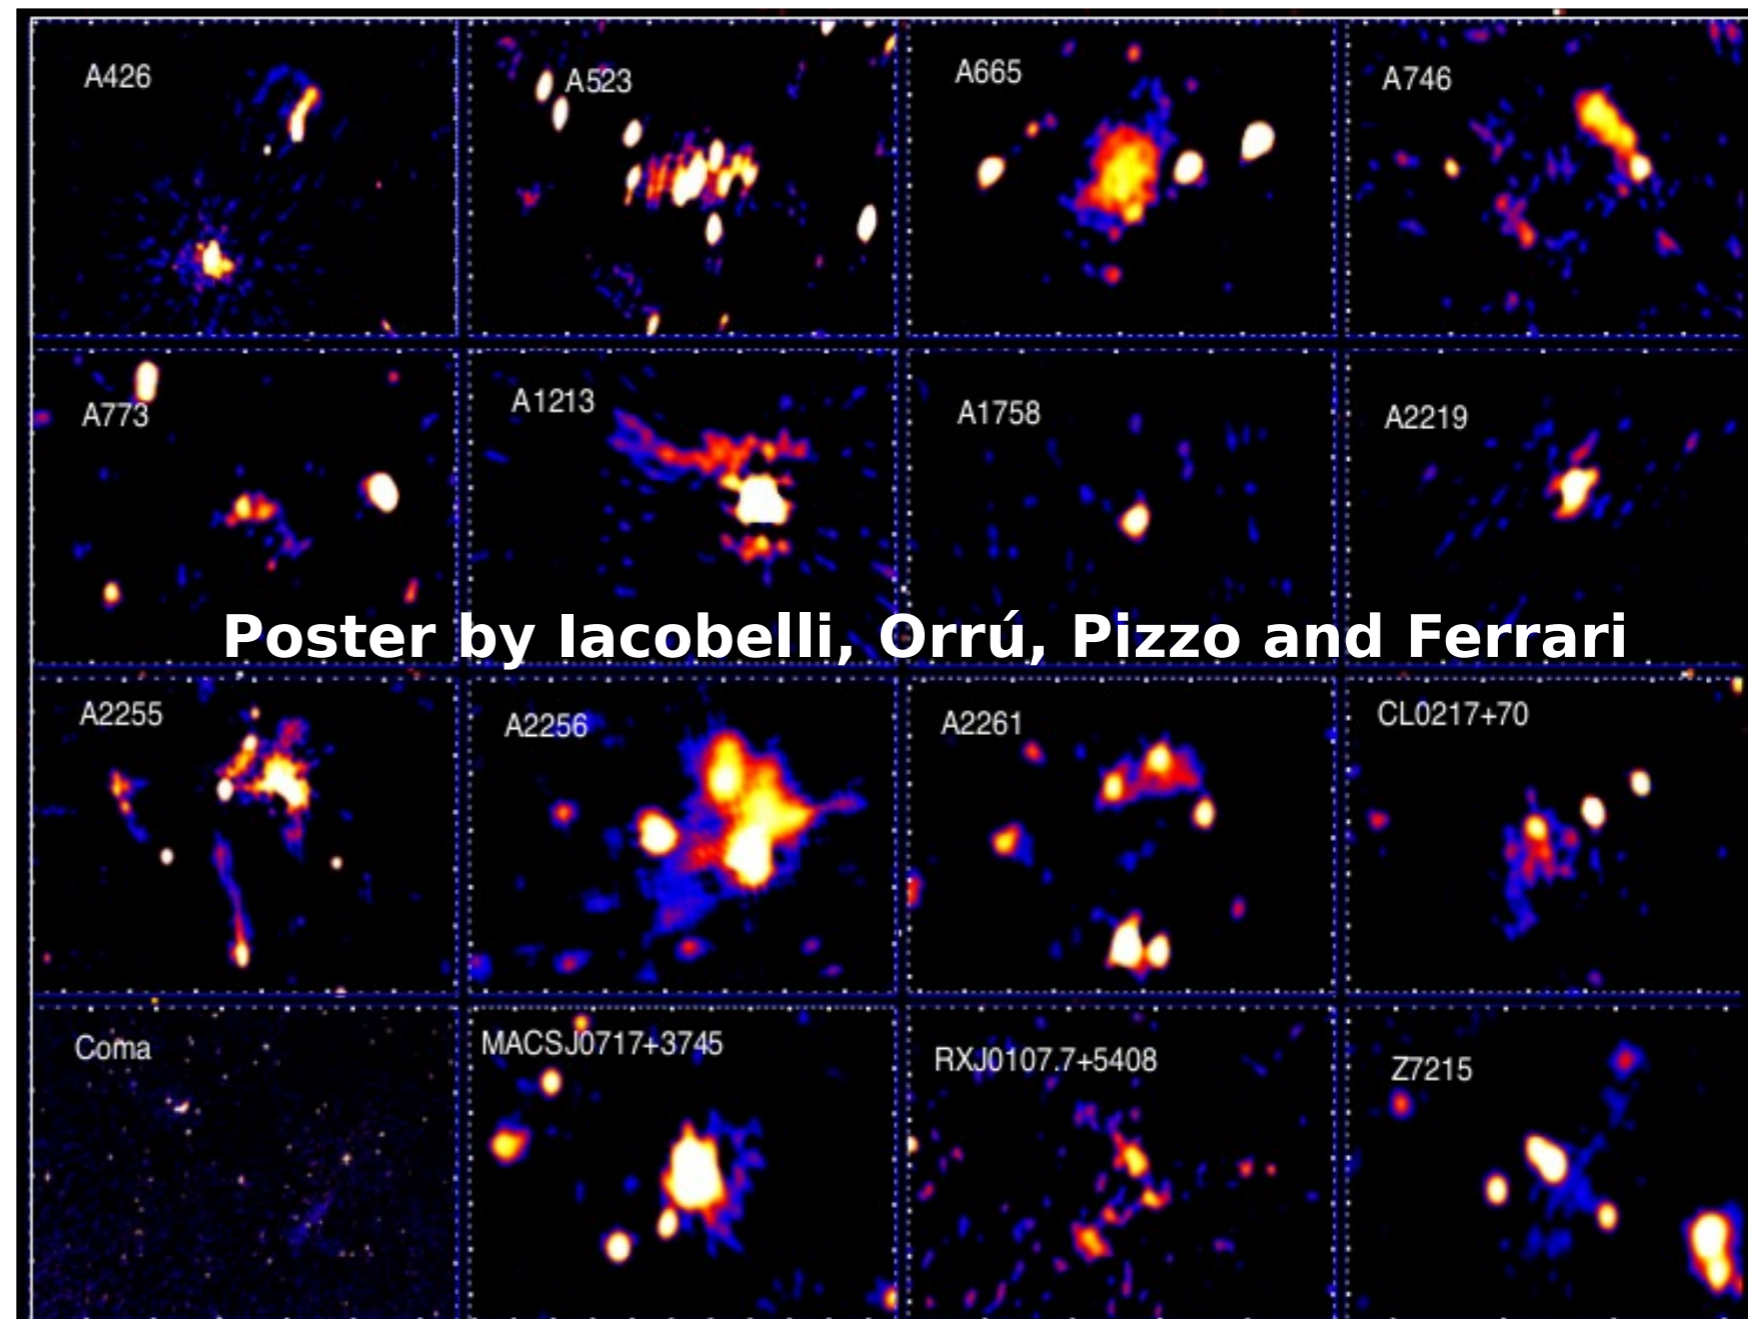 A426
A523
A665
A746
A773
A1213
A1758
A2219
Poster by Iacobelli, Orrú, Pizzo and Ferrari
A2255
A2256
A2261
CL0217+70
Coma
MACSJ0717+3745
RXJ0107.7+5408
Z7215